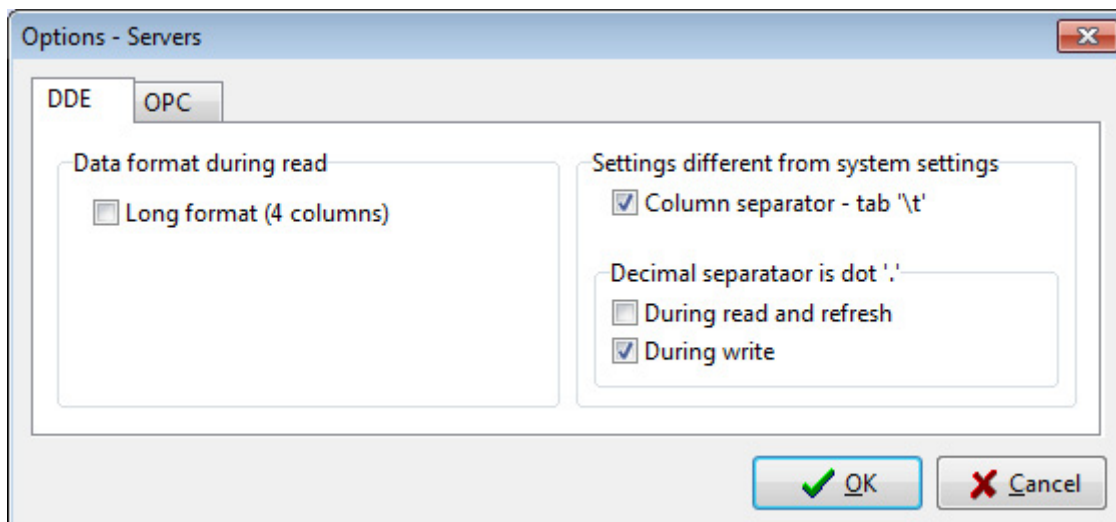 Options - Servers
DDE
OPC
Data format during read
Long format (4 columns)
Settings different from system settings
Column separator - tab '\t'
Decimal separataor is dot '.'
During read and refresh
During write
OK
Cancel